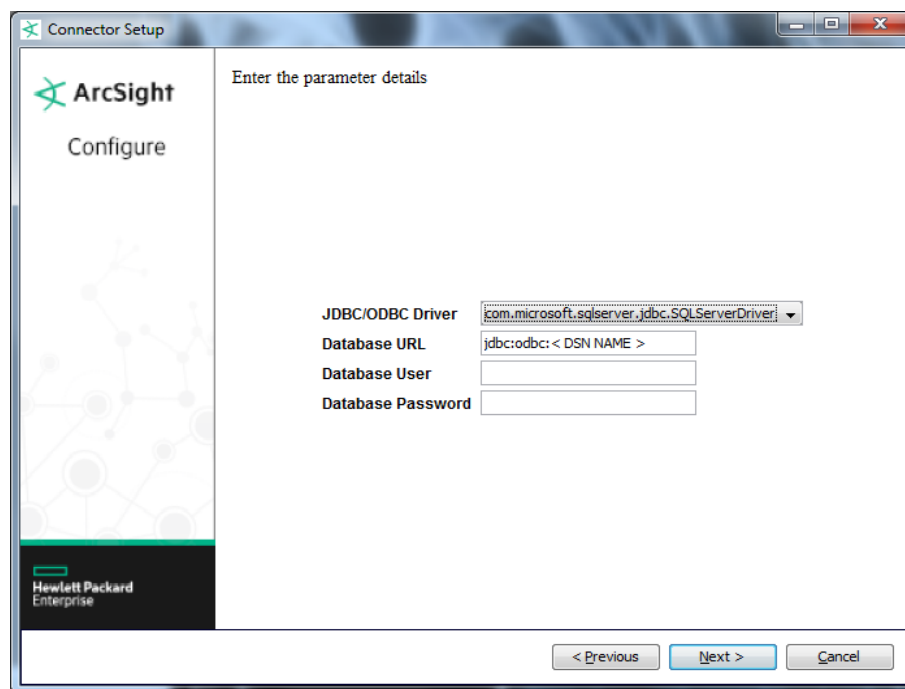 Connector Setup
ArcSight
Configure
Enter the parameter details
JDBC/ODBC Driver com.microsoft.sqlserver.jdbc.SQLServerDriver
Database URL jdbc:odbc:< DSN NAME >
Database User
Database Password
Hewlett Packard
Enterprise
< Previous Next > Cancel